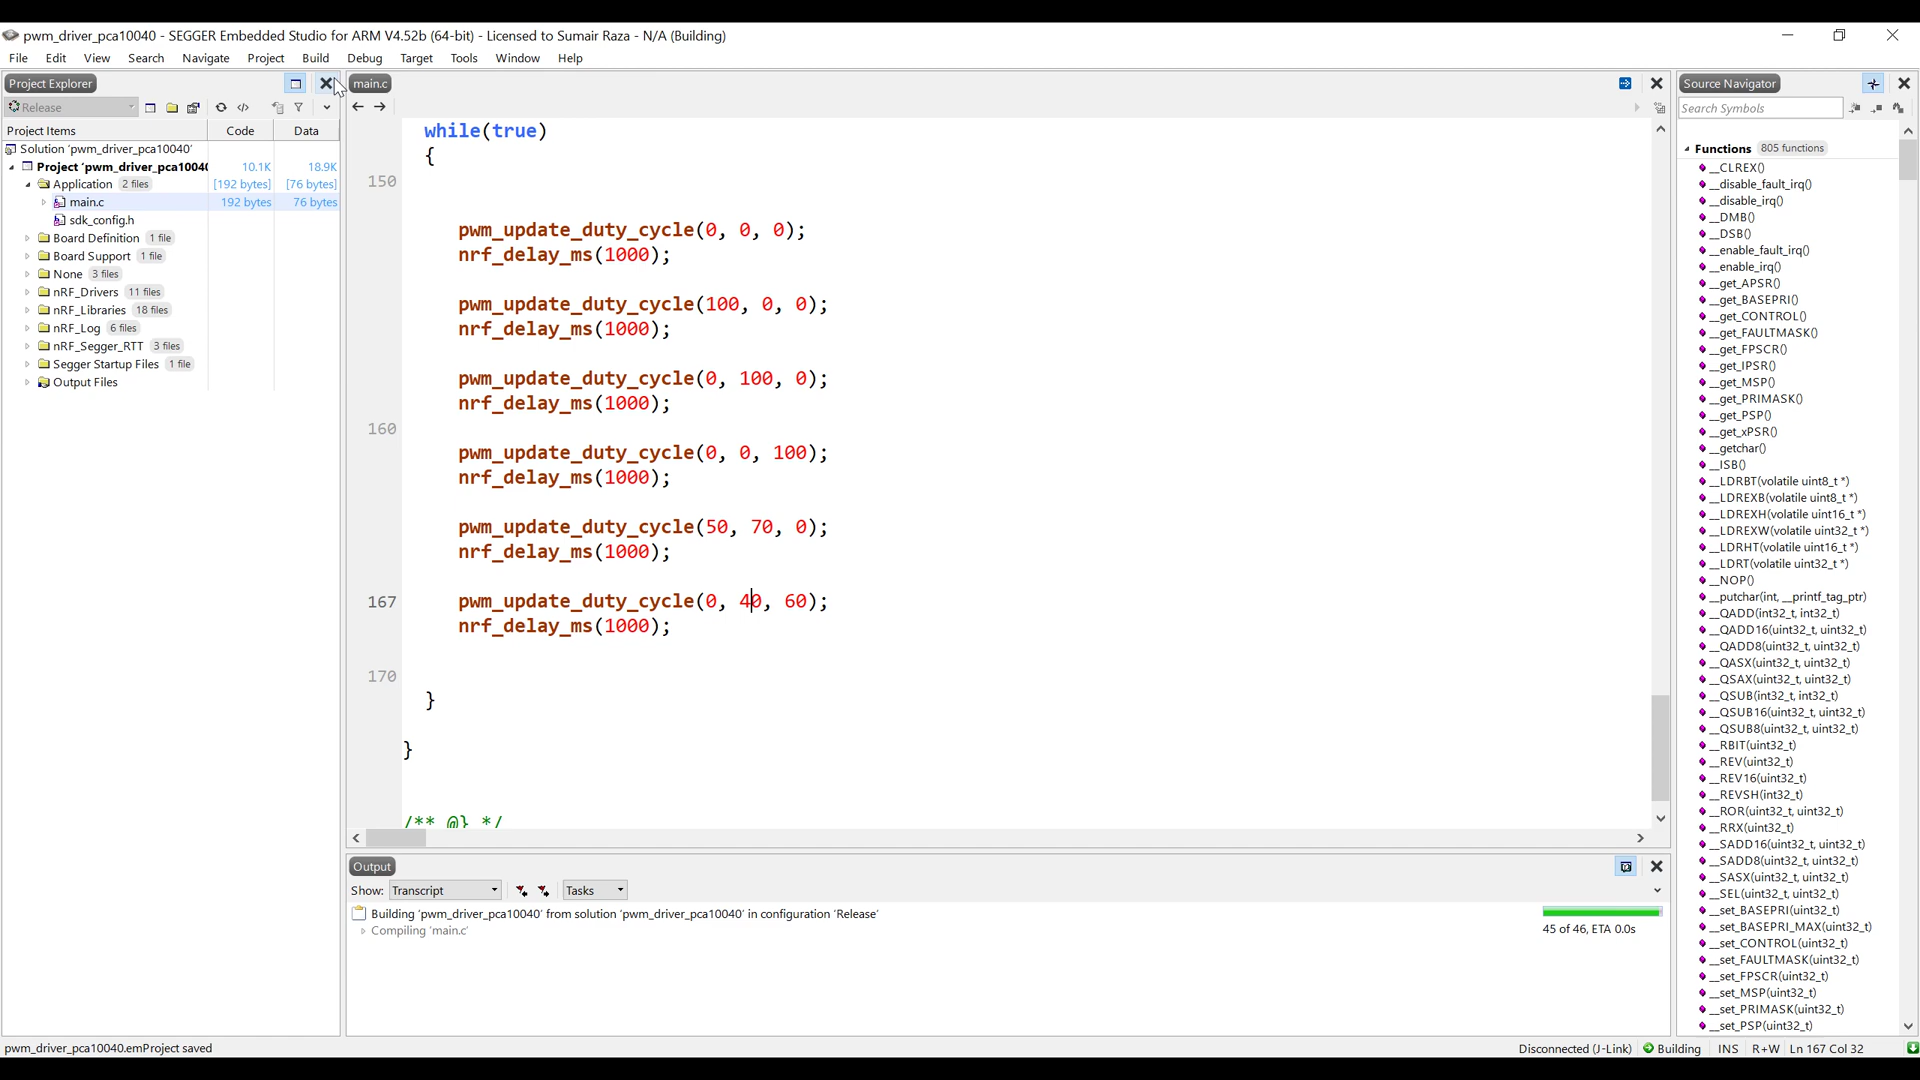 pwm_driver_pca10040 - SEGGER Embedded Studio for ARM V4.52b (64-bit) - Licensed to Sumair Raza - N/A (Building)
File Edit View Search Navigate Project Build Debug Target Tools Window Help
Project Explorer
Release
Project Items Code Data
Solution 'pwm_driver_pca10040'
Project 'pwm_driver_pca10040 10.1K 18.9K
Application 2 files [192 bytes] [76 bytes]
main.c 192 bytes 76 bytes
sdk_config.h
Board Definition 1 file
Board Support 1 file
None 3 files
nRF_Drivers 11 files
nRF_Libraries 18 files
nRF_Log 6 files
nRF_Segger_RTT 3 files
Segger Startup Files 1 file
Output Files
main.c
while(true)
{
150
pwm_update_duty_cycle(0, 0, 0);
nrf_delay_ms(1000);
pwm_update_duty_cycle(100, 0, 0);
nrf_delay_ms(1000);
pwm_update_duty_cycle(0, 100, 0);
nrf_delay_ms(1000);
160
pwm_update_duty_cycle(0, 0, 100);
nrf_delay_ms(1000);
pwm_update_duty_cycle(50, 70, 0);
nrf_delay_ms(1000);
167 pwm_update_duty_cycle(0, 40, 60);
nrf_delay_ms(1000);
170
}
}
/** @} */
Output
Show: Transcript Tasks
Building 'pwm_driver_pca10040' from solution 'pwm_driver_pca10040' in configuration 'Release'
Compiling 'main.c'
45 of 46, ETA 0.0s
Source Navigator
Search Symbols
Functions 805 functions
__CLREX()
__disable_fault_irq()
__disable_irq()
__DMB()
__DSB()
__enable_fault_irq()
__enable_irq()
__get_APSR()
__get_BASEPRI()
__get_CONTROL()
__get_FAULTMASK()
__get_FPSCR()
__get_IPSR()
__get_MSP()
__get_PRIMASK()
__get_PSP()
__get_xPSR()
__getchar()
__ISB()
__LDRBT(volatile uint8_t *)
__LDREXB(volatile uint8_t *)
__LDREXH(volatile uint16_t *)
__LDREXW(volatile uint32_t *)
__LDRHT(volatile uint16_t *)
__LDRT(volatile uint32_t *)
__NOP()
__putchar(int, __printf_tag_ptr)
__QADD(int32_t, int32_t)
__QADD16(uint32_t, uint32_t)
__QADD8(uint32_t, uint32_t)
__QASX(uint32_t, uint32_t)
__QSAX(uint32_t, uint32_t)
__QSUB(int32_t, int32_t)
__QSUB16(uint32_t, uint32_t)
__QSUB8(uint32_t, uint32_t)
__RBIT(uint32_t)
__REV(uint32_t)
__REV16(uint32_t)
__REVSH(int32_t)
__ROR(uint32_t, uint32_t)
__RRX(uint32_t)
__SADD16(uint32_t, uint32_t)
__SADD8(uint32_t, uint32_t)
__SASX(uint32_t, uint32_t)
__SEL(uint32_t, uint32_t)
__set_BASEPRI(uint32_t)
__set_BASEPRI_MAX(uint32_t)
__set_CONTROL(uint32_t)
__set_FAULTMASK(uint32_t)
__set_FPSCR(uint32_t)
__set_MSP(uint32_t)
__set_PRIMASK(uint32_t)
__set_PSP(uint32_t)
pwm_driver_pca10040.emProject saved
Disconnected (J-Link) Building INS R+W Ln 167 Col 32